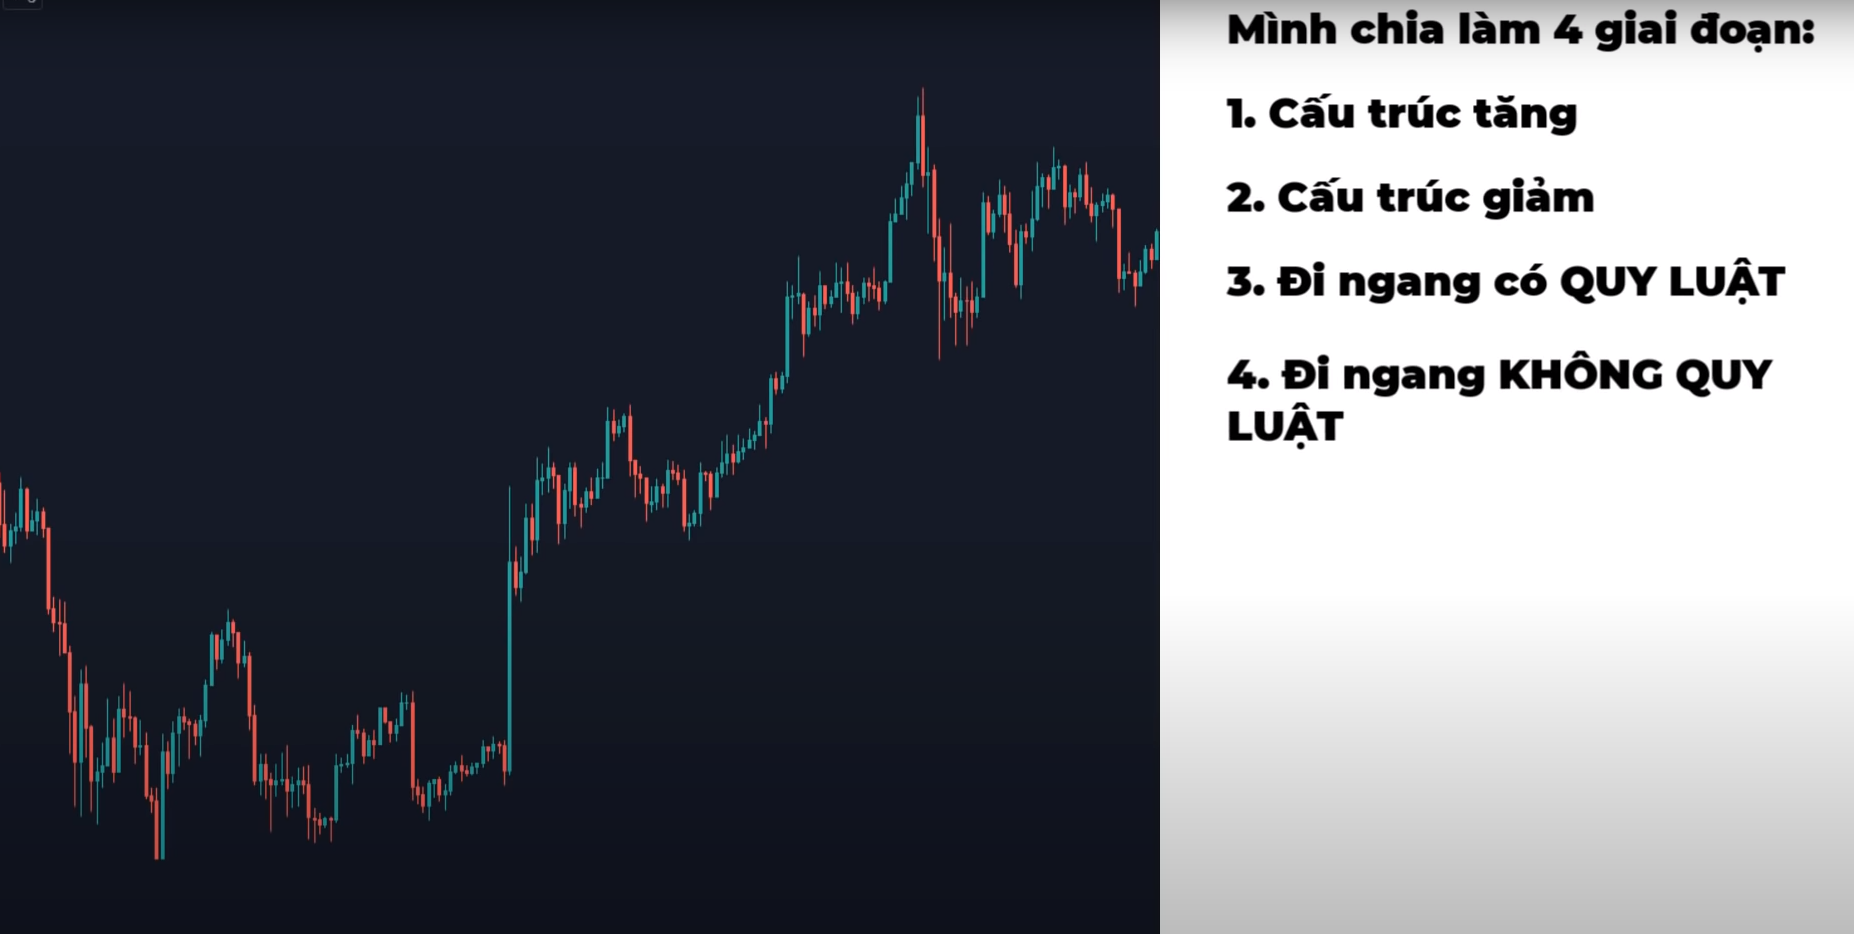 Mình chia làm 4 giai đoạn:
1. Cấu trúc tăng
2. Cấu trúc giảm
3. Đi ngang có QUY LUẬT
4. Đi ngang KHÔNG QUY
LUẬT